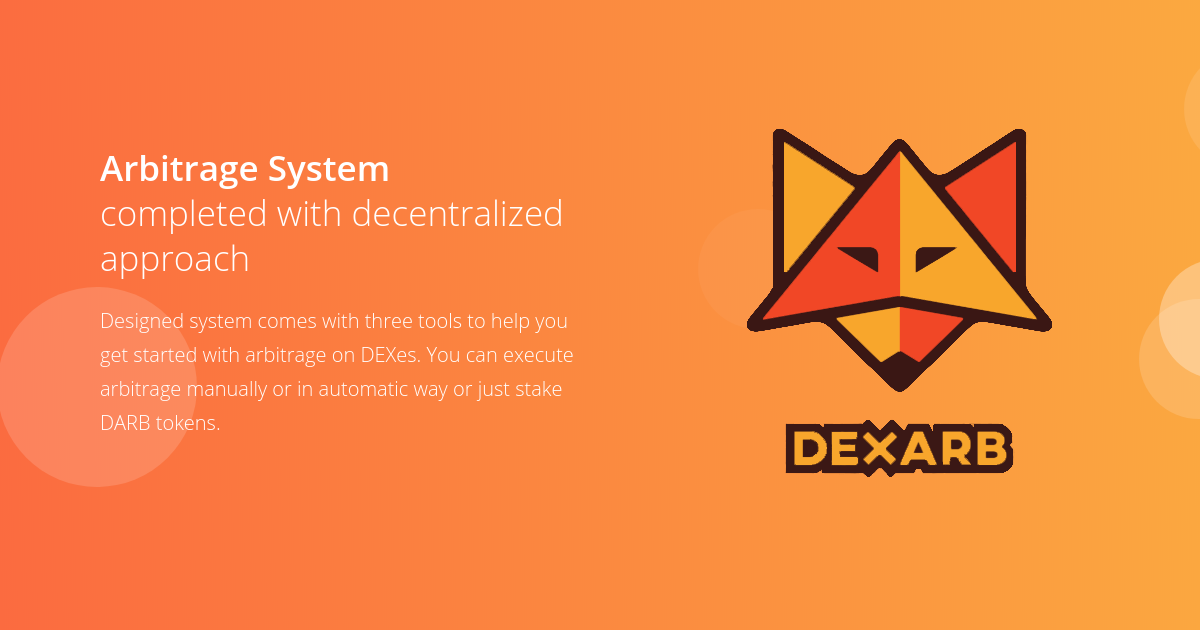 Arbitrage System
completed with decentralized
approach
Designed system comes with three tools to help you
get started with arbitrage on DEXes. You can execute
arbitrage manually or in automatic way or just stake
DARB tokens.
DEXARB